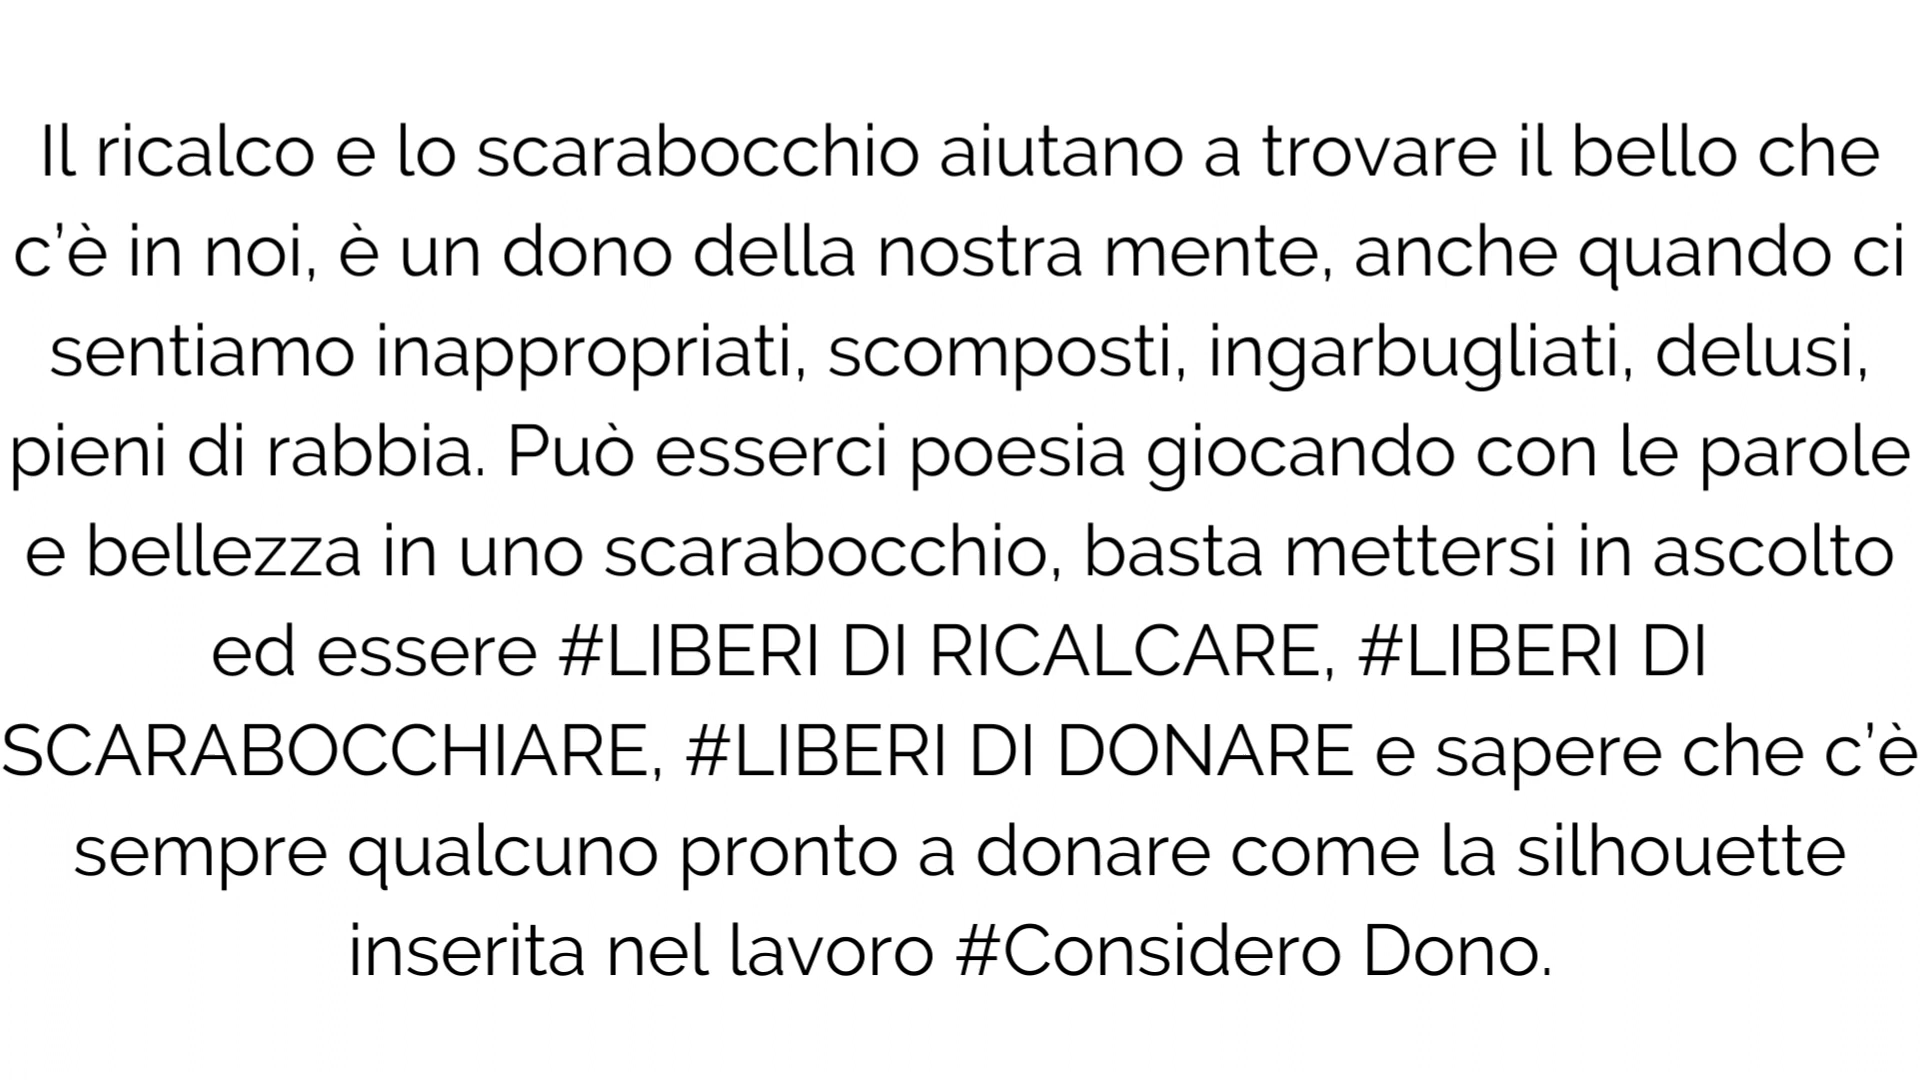 Il ricalco e lo scarabocchio aiutano a trovare il bello che
c’è in noi, è un dono della nostra mente, anche quando ci
sentiamo inappropriati, scomposti, ingarbugliati, delusi,
pieni di rabbia. Può esserci poesia giocando con le parole
e bellezza in uno scarabocchio, basta mettersi in ascolto
ed essere #LIBERI DI RICALCARE, #LIBERI DI
SCARABOCCHIARE, #LIBERI DI DONARE e sapere che c’è
sempre qualcuno pronto a donare come la silhouette
inserita nel lavoro #Considero Dono.